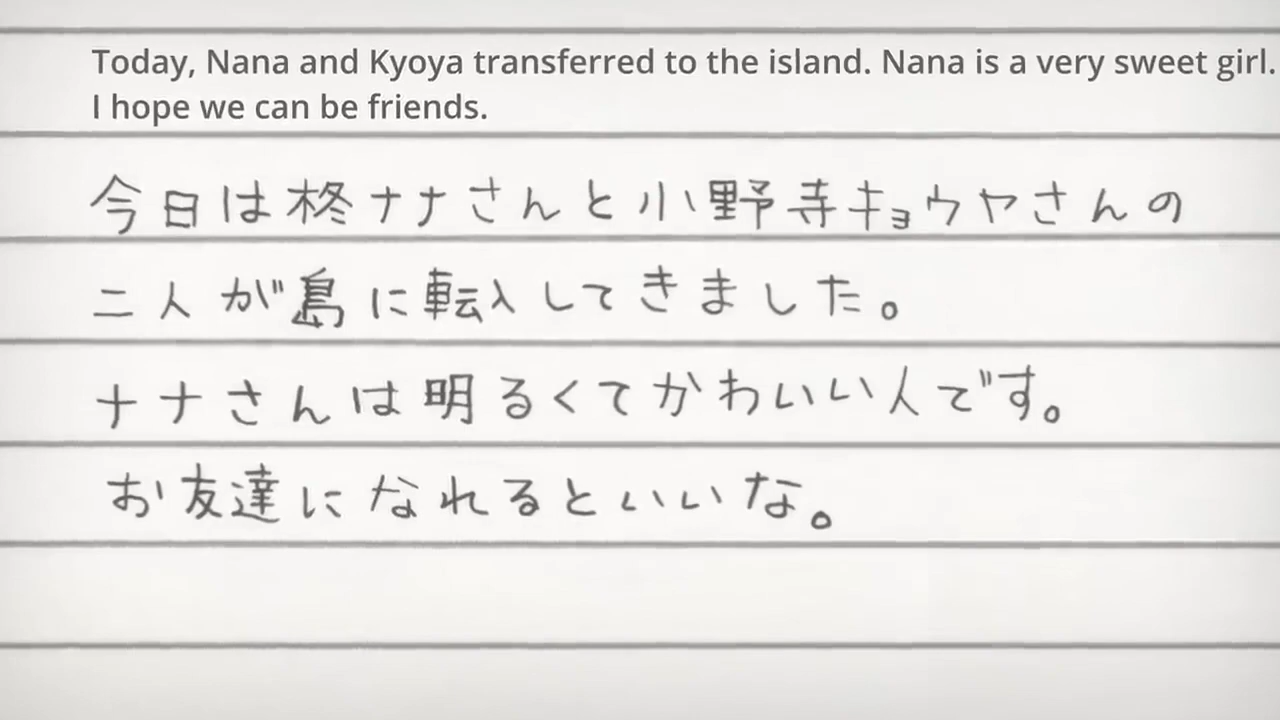 Today, Nana and Kyoya transferred to the island. Nana is a very sweet girl.
I hope we can be friends.
今日は柊ナナさんと小野寺キョウヤさんの
二人が島に転入してきました。
ナナさんは明るくてかわいい人です。
お友達になれるといいな。